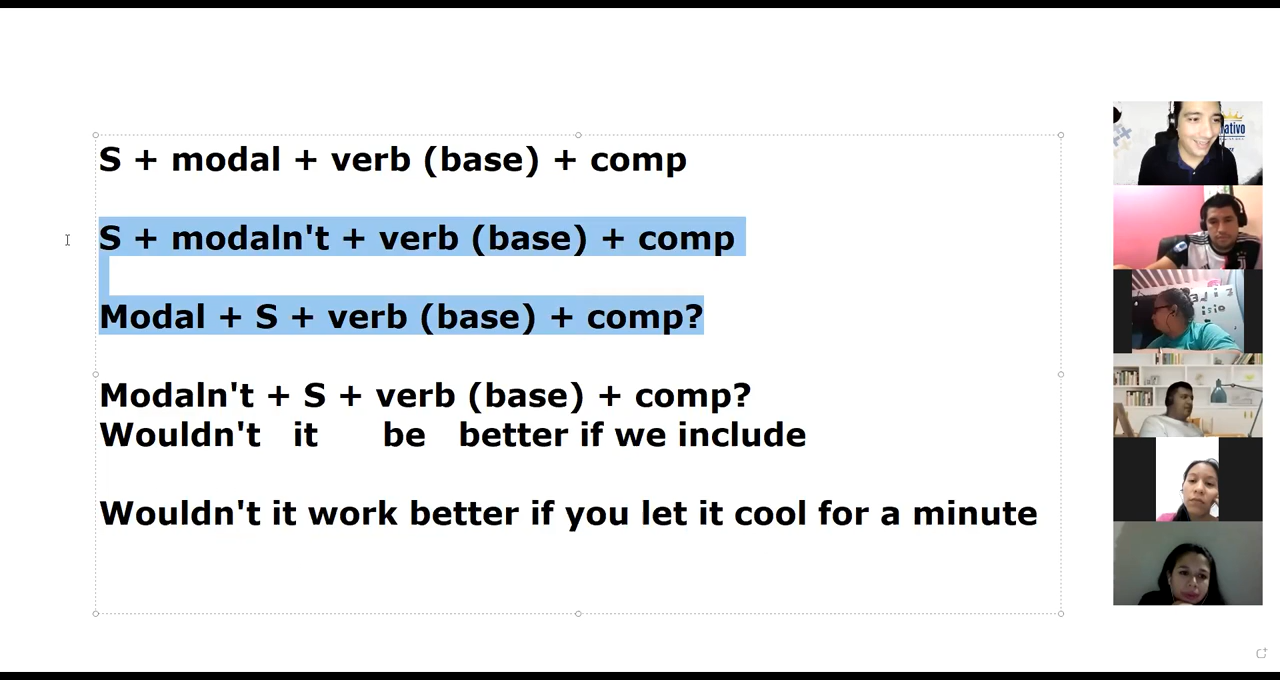 S + modal + verb (base) + comp
S + modaln't + verb (base) + comp
Modal + S + verb (base) + comp?
Modaln't + S + verb (base) + comp?
Wouldn't it be better if we include
Wouldn't it work better if you let it cool for a minute